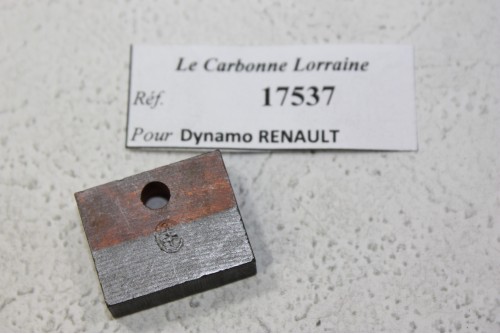 Le Carbonne Lorraine
Réf. 17537
Pour Dynamo RENAULT